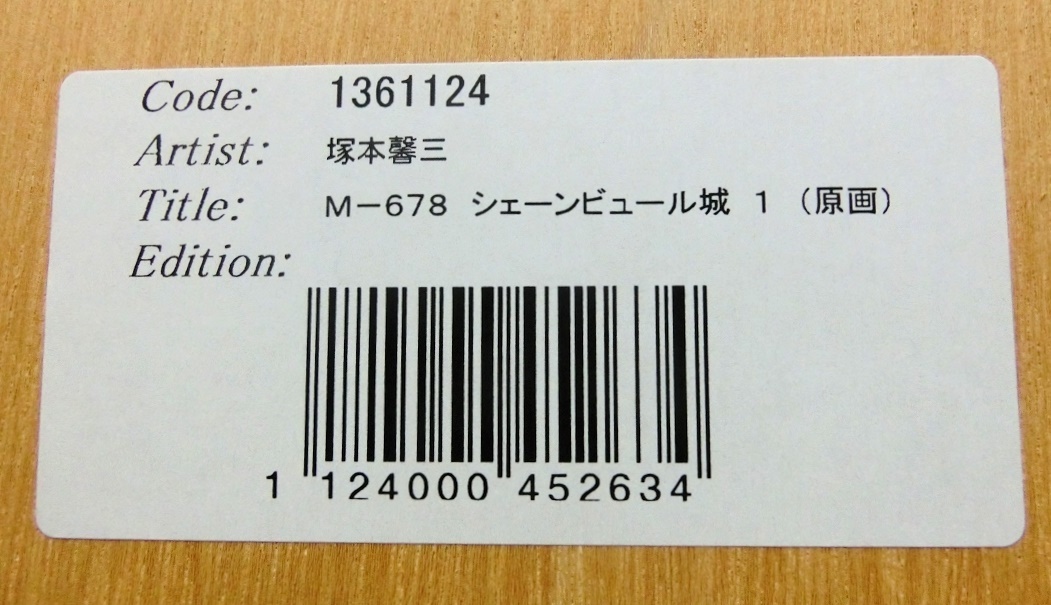 Code: 1361124
Artist: 塚本馨三
Title: M－678 シェーンビュール城 1 （原画）
Edition:
1 124000 452634